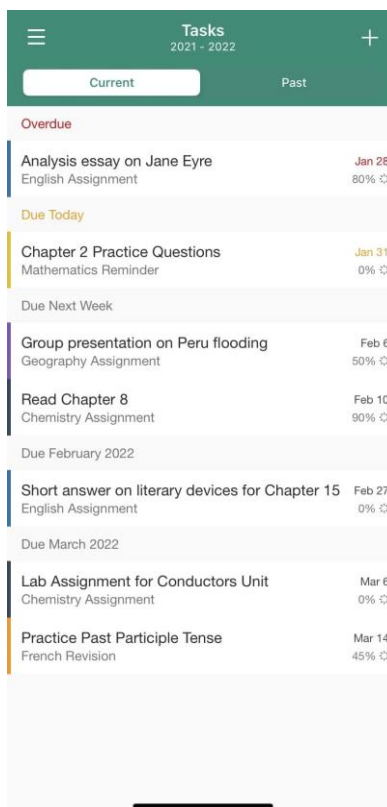 Tasks
2021 - 2022
Current
Past
Overdue
Analysis essay on Jane Eyre
Jan 28
English Assignment
80%
Due Today
Chapter 2 Practice Questions
Jan 31
Mathematics Reminder
0%
Due Next Week
Group presentation on Peru flooding
Feb 6
Geography Assignment
50%
Read Chapter 8
Feb 10
Chemistry Assignment
90%
Due February 2022
Short answer on literary devices for Chapter 15
Feb 27
English Assignment
0%
Due March 2022
Lab Assignment for Conductors Unit
Mar 6
Chemistry Assignment
0%
Practice Past Participle Tense
Mar 14
French Revision
45%